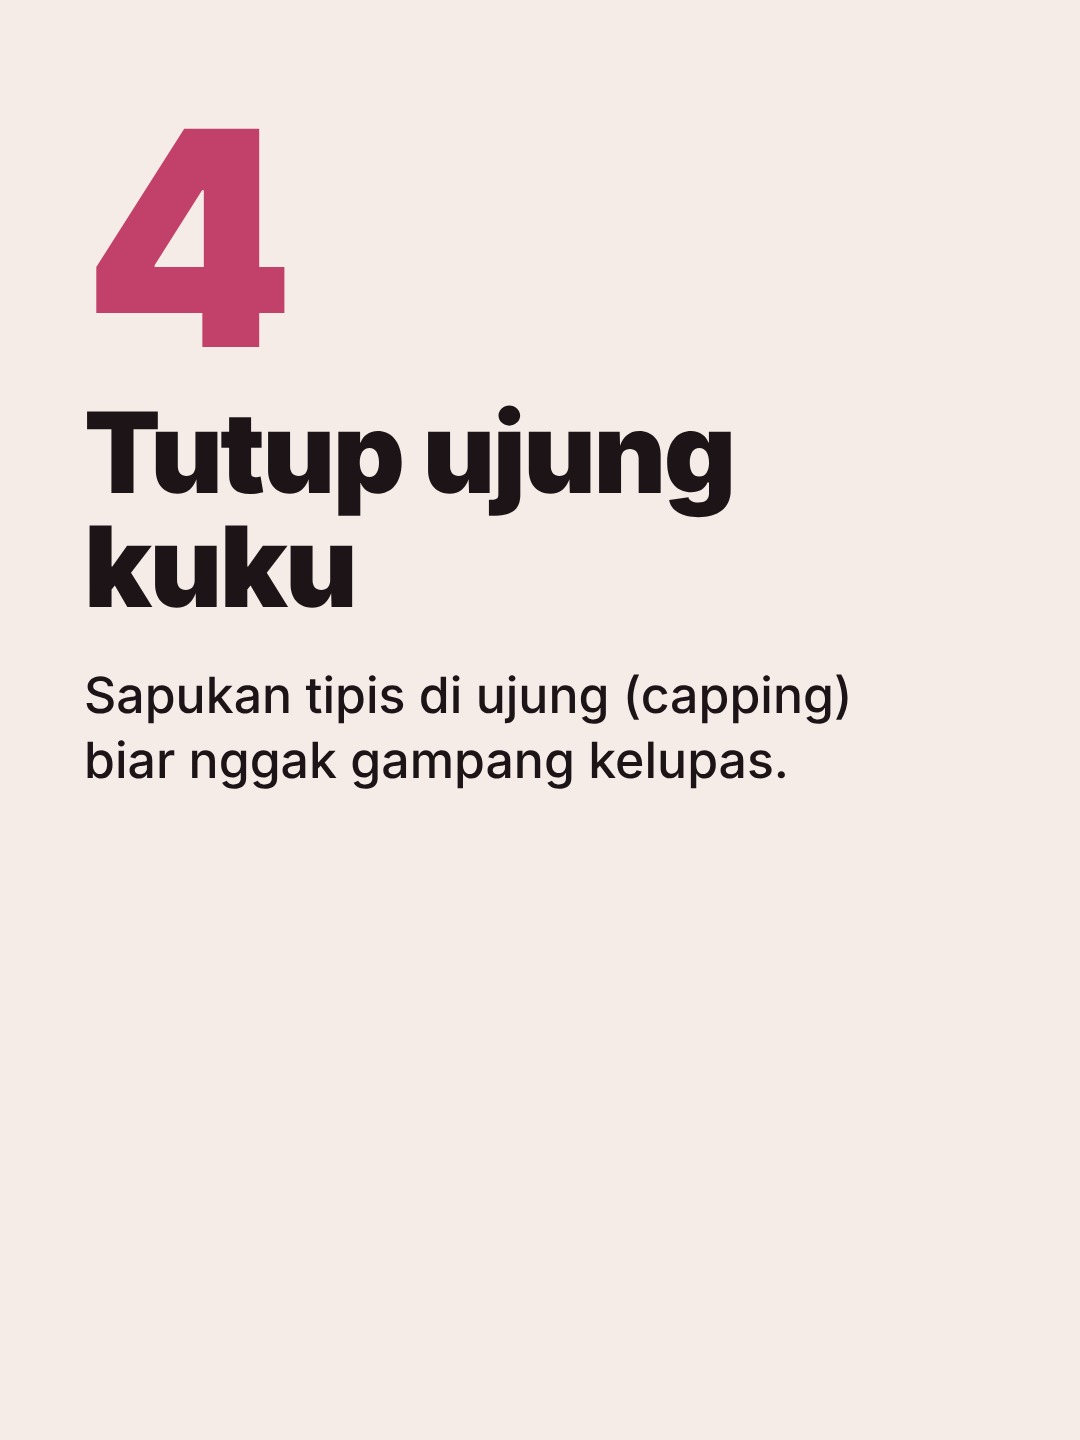 4
Tutup ujung
kuku
Sapukan tipis di ujung (capping)
biar nggak gampang kelupas.